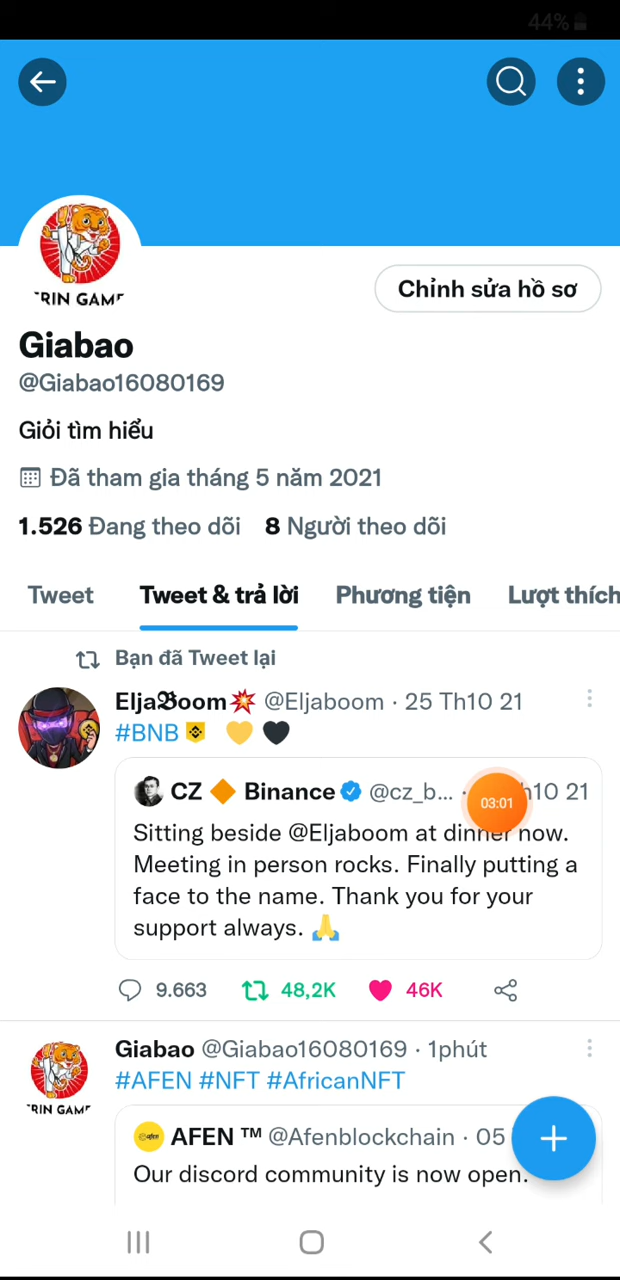 44%
RIN GAM
Chỉnh sửa hồ sơ
Giabao
@Giabao16080169
Giỏi tìm hiểu
Đã tham gia tháng 5 năm 2021
1.526 Đang theo dõi 8 Người theo dõi
Tweet Tweet & trả lời Phương tiện Lượt thích
Bạn đã Tweet lại
Elja𝕭oom💥 @Eljaboom · 25 Th10 21
#BNB 💛 🖤
CZ 🔶 Binance @cz_b... · h10 21
03:01
Sitting beside @Eljaboom at dinner now.
Meeting in person rocks. Finally putting a
face to the name. Thank you for your
support always. 🙏
9.663 48,2K 46K
Giabao @Giabao16080169 · 1phút
#AFEN #NFT #AfricanNFT
RIN GAM
AFEN ™ @Afenblockchain · 05
Our discord community is now open.